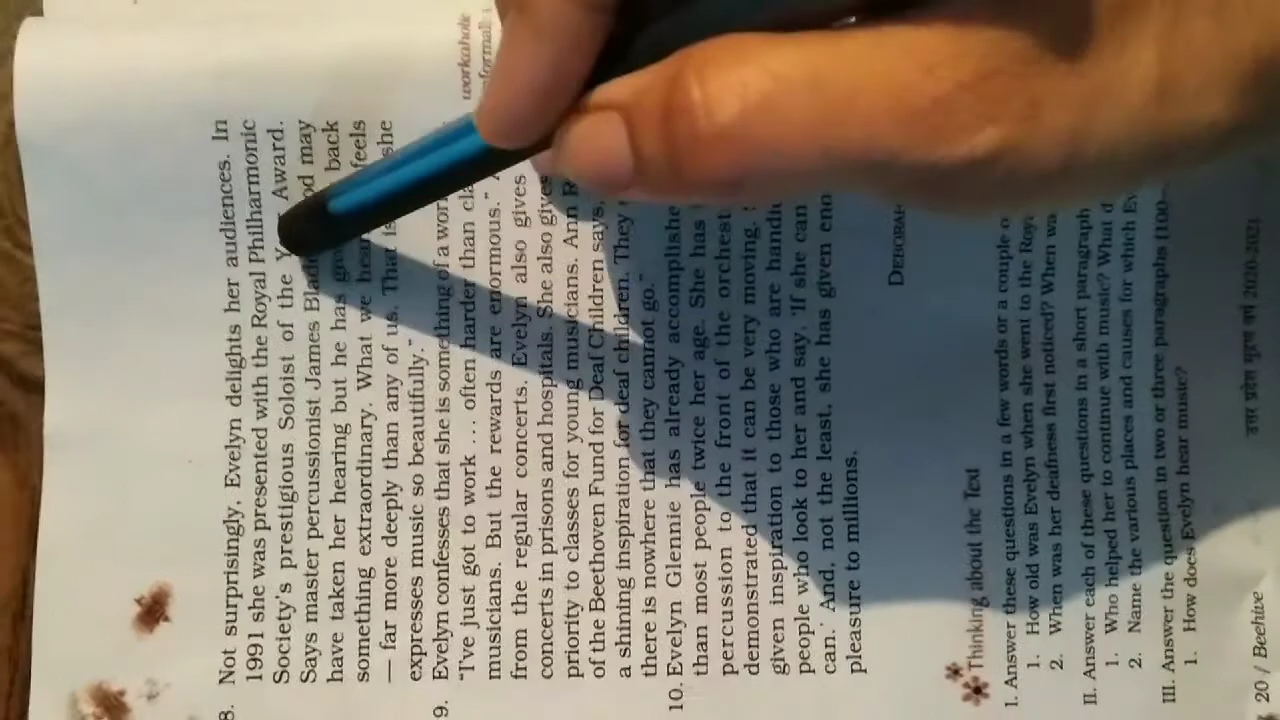 8. Not surprisingly, Evelyn delights her audiences. In
1991 she was presented with the Royal Philharmonic
Society's prestigious Soloist of the Award.
Says master percussionist James may
have taken her hearing but he has back
something extraordinary. What we hear feels
— far more deeply than any of us. That is she
expresses music so beautifully."
9. Evelyn confesses that she is something of a workaholic
"I've just got to work ... often harder than
musicians. But the rewards are enormous."
from the regular concerts, Evelyn also gives
concerts in prisons and hospitals. She also gives
priority to classes for young musicians. Ann
of the Beethoven Fund for Deaf Children says,
a shining inspiration for deaf children. They
there is nowhere that they cannot go."
10. Evelyn Glennie has already
than most people twice her age. She has
percussion to the front of the
demonstrated that it can be very moving.
given inspiration to those who are
people who look to her and say, 'If she can
can.' And, not the least, she has given
pleasure to millions.
Thinking about the Text
I. Answer these questions in a few words or a couple
1. How old was Evelyn when she went to the
2. When was her deafness first noticed? When
II. Answer each of these questions in a short paragraph
1. Who helped her to continue with music? What
2. Name the various places and causes for which
III. Answer the question in two or three paragraphs (100–
1. How does Evelyn hear music?
20 / Beehive
2020-2021